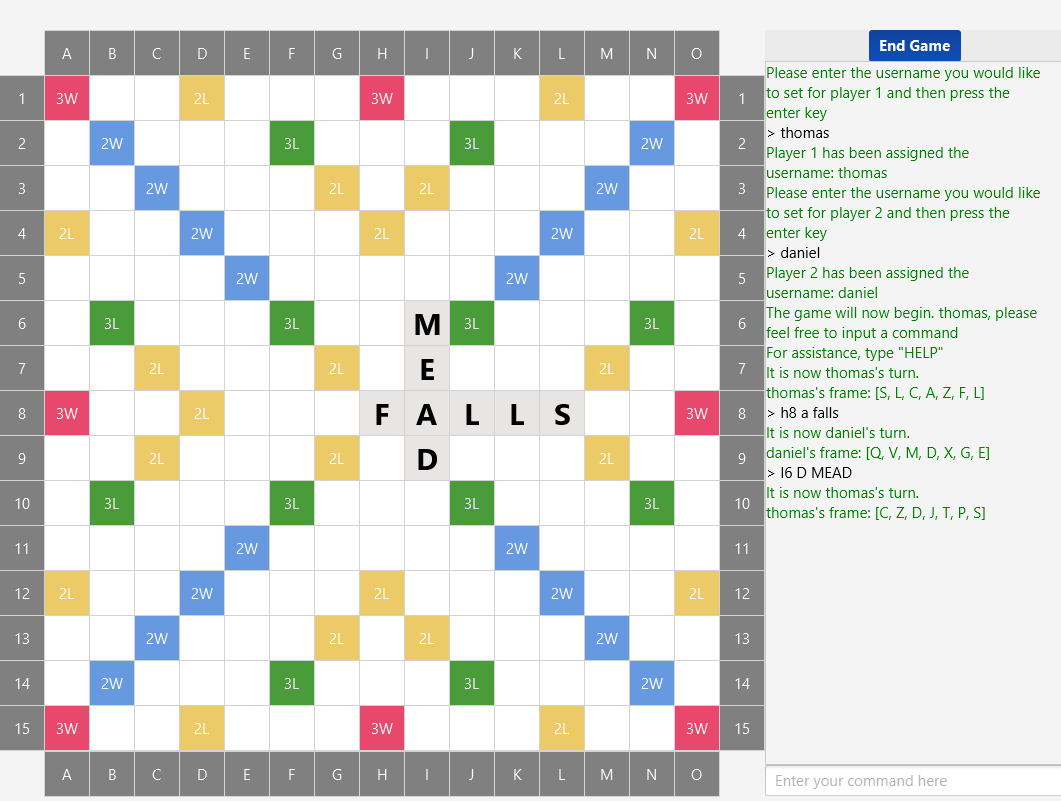 A B C D E F G H I J K L M N O
End Game
1 3W 2L 3W 2L 3W 1
2 2W 3L 3L 2W 2
3 2W 2L 2L 2W 3
4 2L 2W 2L 2W 2L 4
5 2W 2W 5
6 3L 3L M 3L 3L 6
7 2L 2L E 2L 7
8 3W 2L F A L L S 3W 8
9 2L 2L D 2L 9
10 3L 3L 3L 3L 10
11 2W 2W 11
12 2L 2W 2L 2W 2L 12
13 2W 2L 2L 2W 13
14 2W 3L 3L 2W 14
15 3W 2L 3W 2L 3W 15
A B C D E F G H I J K L M N O
Please enter the username you would like
to set for player 1 and then press the
enter key
> thomas
Player 1 has been assigned the
username: thomas
Please enter the username you would like
to set for player 2 and then press the
enter key
> daniel
Player 2 has been assigned the
username: daniel
The game will now begin. thomas, please
feel free to input a command
For assistance, type "HELP"
It is now thomas's turn.
thomas's frame: [S, L, C, A, Z, F, L]
> h8 a falls
It is now daniel's turn.
daniel's frame: [Q, V, M, D, X, G, E]
> I6 D MEAD
It is now thomas's turn.
thomas's frame: [C, Z, D, J, T, P, S]
Enter your command here